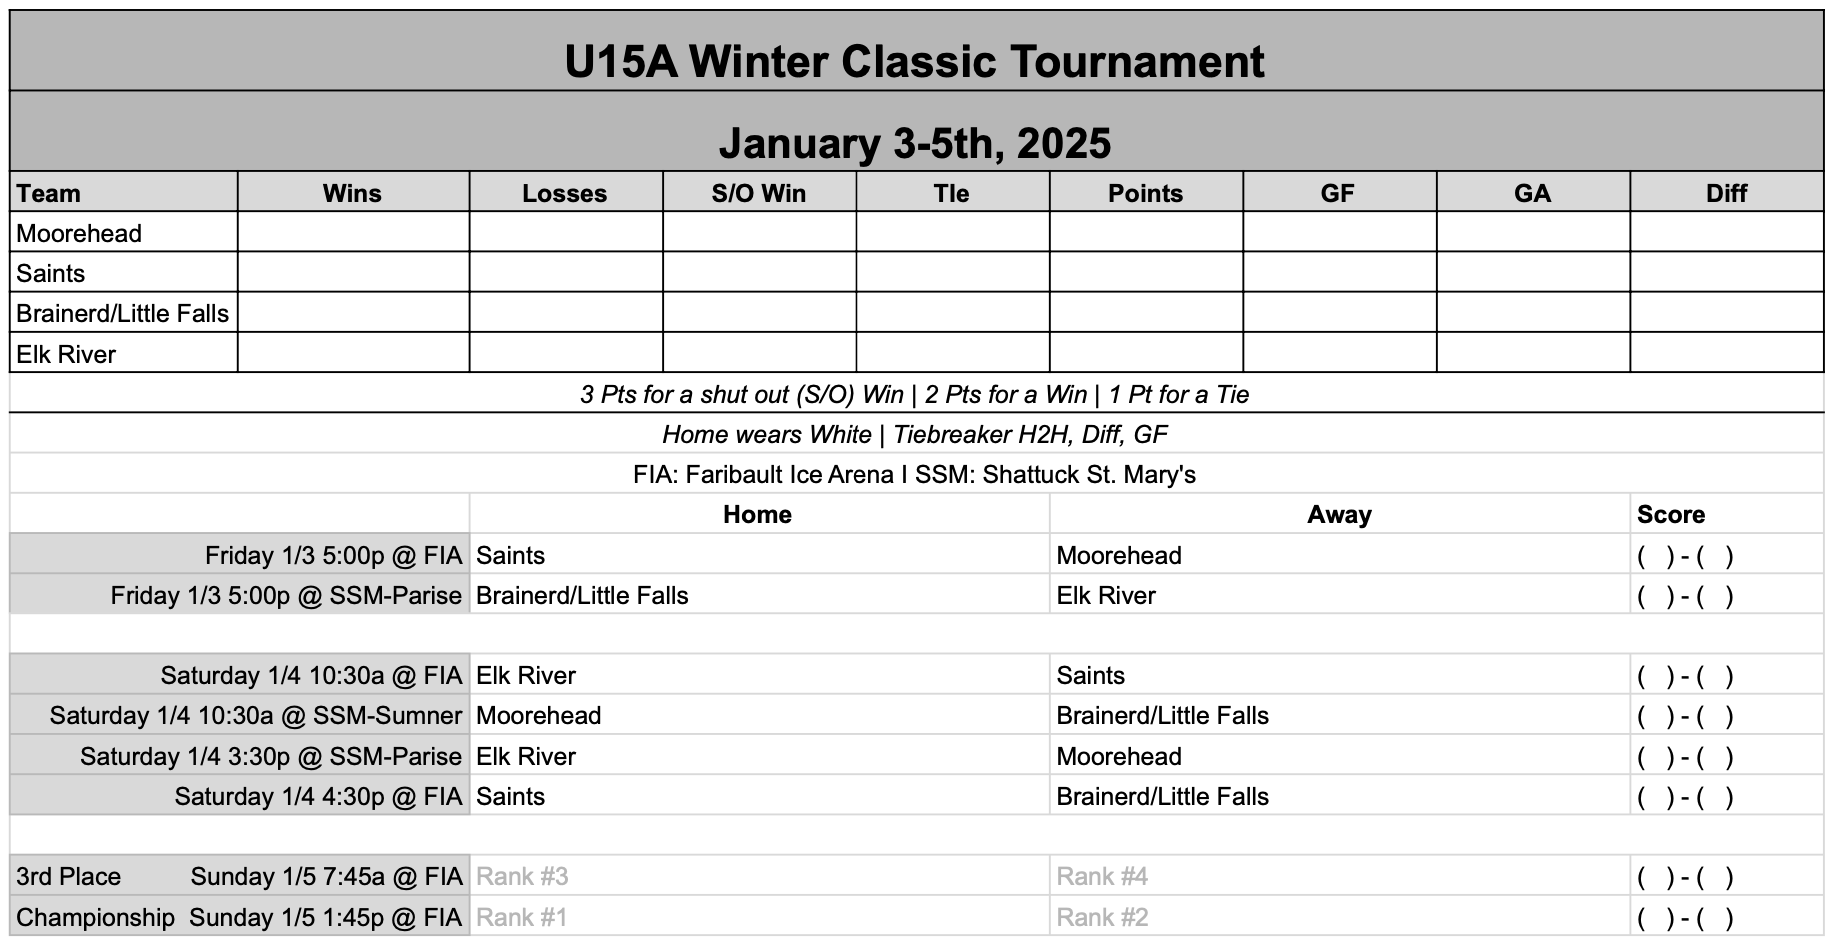 U15A Winter Classic Tournament
January 3-5th, 2025
Team Wins Losses S/O Win TIe Points GF GA Diff
Moorehead
Saints
Brainerd/Little Falls
Elk River
3 Pts for a shut out (S/O) Win | 2 Pts for a Win | 1 Pt for a Tie
Home wears White | Tiebreaker H2H, Diff, GF
FIA: Faribault Ice Arena I SSM: Shattuck St. Mary's
Home Away Score
Friday 1/3 5:00p @ FIA Saints Moorehead ( ) - ( )
Friday 1/3 5:00p @ SSM-Parise Brainerd/Little Falls Elk River ( ) - ( )
Saturday 1/4 10:30a @ FIA Elk River Saints ( ) - ( )
Saturday 1/4 10:30a @ SSM-Sumner Moorehead Brainerd/Little Falls ( ) - ( )
Saturday 1/4 3:30p @ SSM-Parise Elk River Moorehead ( ) - ( )
Saturday 1/4 4:30p @ FIA Saints Brainerd/Little Falls ( ) - ( )
3rd Place Sunday 1/5 7:45a @ FIA Rank #3 Rank #4 ( ) - ( )
Championship Sunday 1/5 1:45p @ FIA Rank #1 Rank #2 ( ) - ( )